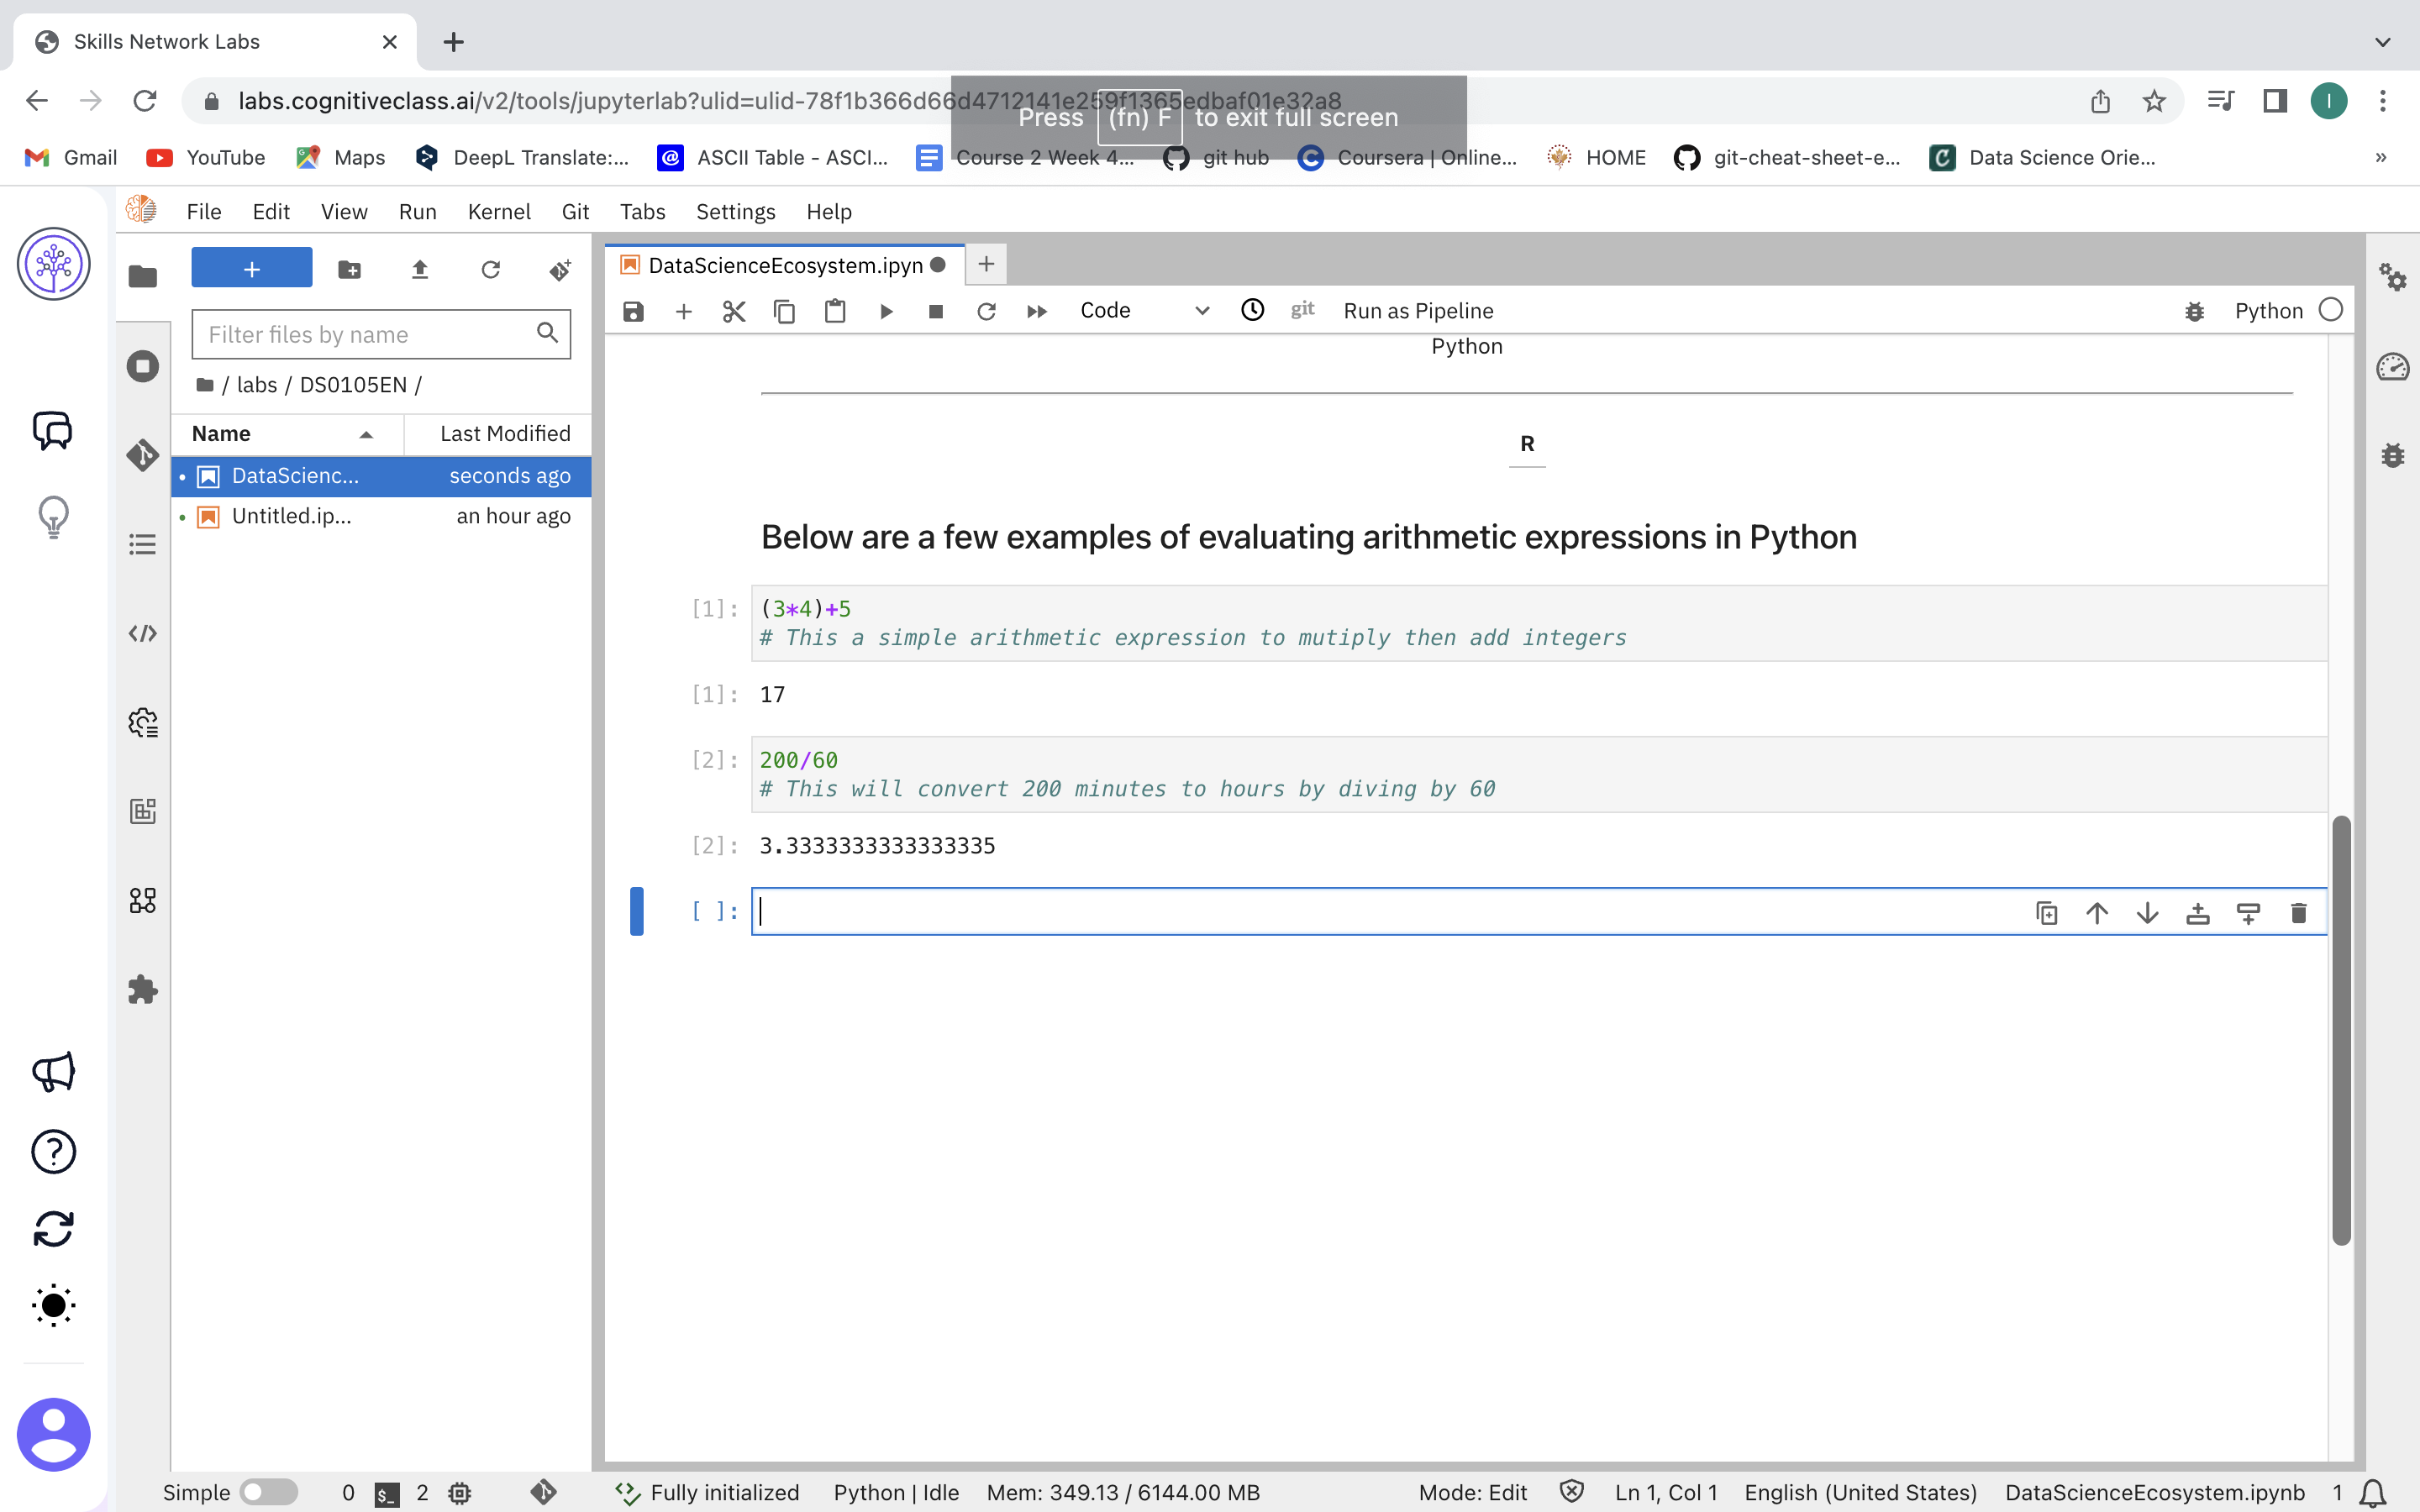 Skills Network Labs
labs.cognitiveclass.ai/v2/tools/jupyterlab?ulid=ulid-78f1b366d66d4712141e259f1365edbaf01e32a8
I
Press (fn) F to exit full screen
Gmail YouTube Maps DeepL Translate:... ASCII Table - ASCI... Course 2 Week 4... git hub Coursera | Online... HOME git-cheat-sheet-e... Data Science Orie... »
File Edit View Run Kernel Git Tabs Settings Help
DataScienceEcosystem.ipyn
Code git Run as Pipeline Python
Filter files by name
/ labs / DS0105EN /
Name Last Modified
DataScienc... seconds ago
Untitled.ip... an hour ago
Python
R
Below are a few examples of evaluating arithmetic expressions in Python
[1]: (3*4)+5
# This a simple arithmetic expression to mutiply then add integers
[1]: 17
[2]: 200/60
# This will convert 200 minutes to hours by diving by 60
[2]: 3.3333333333333335
[ ]:
Simple 0 $_ 2 Fully initialized Python | Idle Mem: 349.13 / 6144.00 MB Mode: Edit Ln 1, Col 1 English (United States) DataScienceEcosystem.ipynb 1